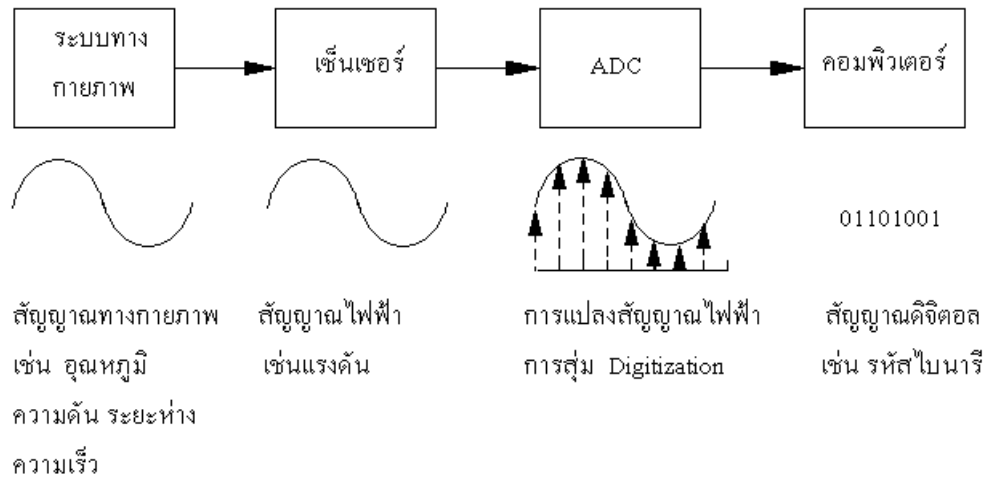 ระบบทาง
กายภาพ
เซ็นเซอร์
ADC
คอมพิวเตอร์
01101001
สัญญาณทางกายภาพ
เช่น อุณหภูมิ
ความดัน ระยะห่าง
ความเร็ว
สัญญาณไฟฟ้า
เช่นแรงดัน
การแปลงสัญญาณไฟฟ้า
การสุ่ม Digitization
สัญญาณดิจิตอล
เช่น รหัสไบนารี